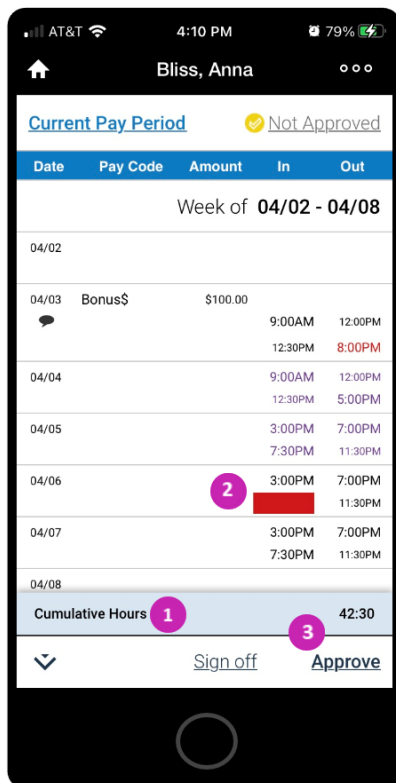 AT&T 4:10 PM 79%
Bliss, Anna
Current Pay Period Not Approved
Date Pay Code Amount In Out
Week of 04/02 - 04/08
04/02
04/03 Bonus$ $100.00
9:00AM 12:00PM
12:30PM 8:00PM
04/04 9:00AM 12:00PM
12:30PM 5:00PM
04/05 3:00PM 7:00PM
7:30PM 11:30PM
04/06 3:00PM 7:00PM
2 11:30PM
04/07 3:00PM 7:00PM
7:30PM 11:30PM
04/08
Cumulative Hours 1 42:30
3
Sign off Approve